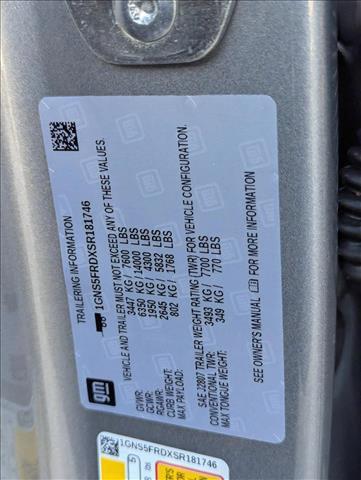 TRAILERING INFORMATION
1GNS5FRDXSR181746
VEHICLE AND TRAILER MUST NOT EXCEED ANY OF THESE VALUES.
GVWR: 3447 KG / 7600 LBS
GCWR: 6350 KG / 14000 LBS
RGAWR: 1950 KG / 4300 LBS
CURB WEIGHT: 2645 KG / 5832 LBS
MAX PAYLOAD: 802 KG / 1768 LBS
SAE J2807 TRAILER WEIGHT RATING (TWR) FOR VEHICLE CONFIGURATION.
CONVENTIONAL TWR: 3493 KG / 7700 LBS
MAX TONGUE WEIGHT: 349 KG / 770 LBS
SEE OWNER'S MANUAL FOR MORE INFORMATION
gm
1GNS5FRDXSR181746